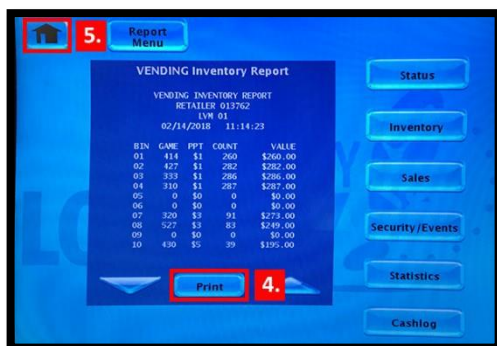 5.
Report
Menu
VENDING Inventory Report
VENDING INVENTORY REPORT
RETAILER 013762
LVM 01
02/14/2018 11:14:23
BIN GAME PPT COUNT VALUE
01 414 $1 260 $260.00
02 427 $1 282 $282.00
03 333 $1 286 $286.00
04 310 $1 287 $287.00
05 0 $0 0 $0.00
06 0 $0 0 $0.00
07 320 $3 91 $273.00
08 527 $3 83 $249.00
09 0 $0 0 $0.00
10 430 $5 39 $195.00
Print
4.
Status
Inventory
Sales
Security/Events
Statistics
Cashlog